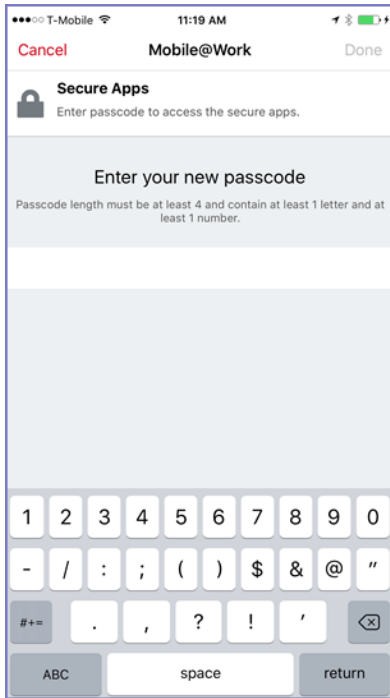 T-Mobile 11:19 AM
Cancel Mobile@Work Done
Secure Apps
Enter passcode to access the secure apps.
Enter your new passcode
Passcode length must be at least 4 and contain at least 1 letter and at
least 1 number.
1 2 3 4 5 6 7 8 9 0
- / : ; ( ) $ & @ "
#+= . , ? ! '
ABC space return